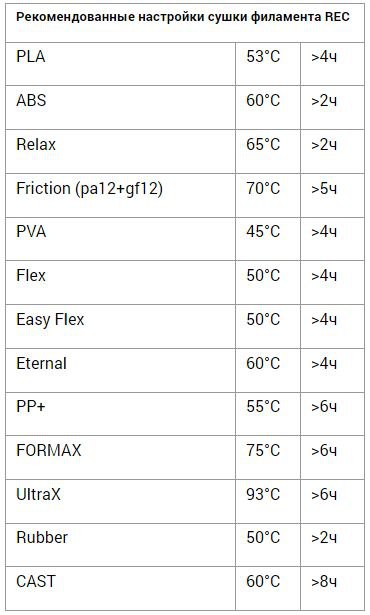 Рекомендованные настройки сушки филамента REC
PLA 53°C >4ч
ABS 60°C >2ч
Relax 65°C >2ч
Friction (pa12+gf12) 70°C >5ч
PVA 45°C >4ч
Flex 50°C >4ч
Easy Flex 50°C >4ч
Eternal 60°C >4ч
PP+ 55°C >6ч
FORMAX 75°C >6ч
UltraX 93°C >6ч
Rubber 50°C >2ч
CAST 60°C >8ч